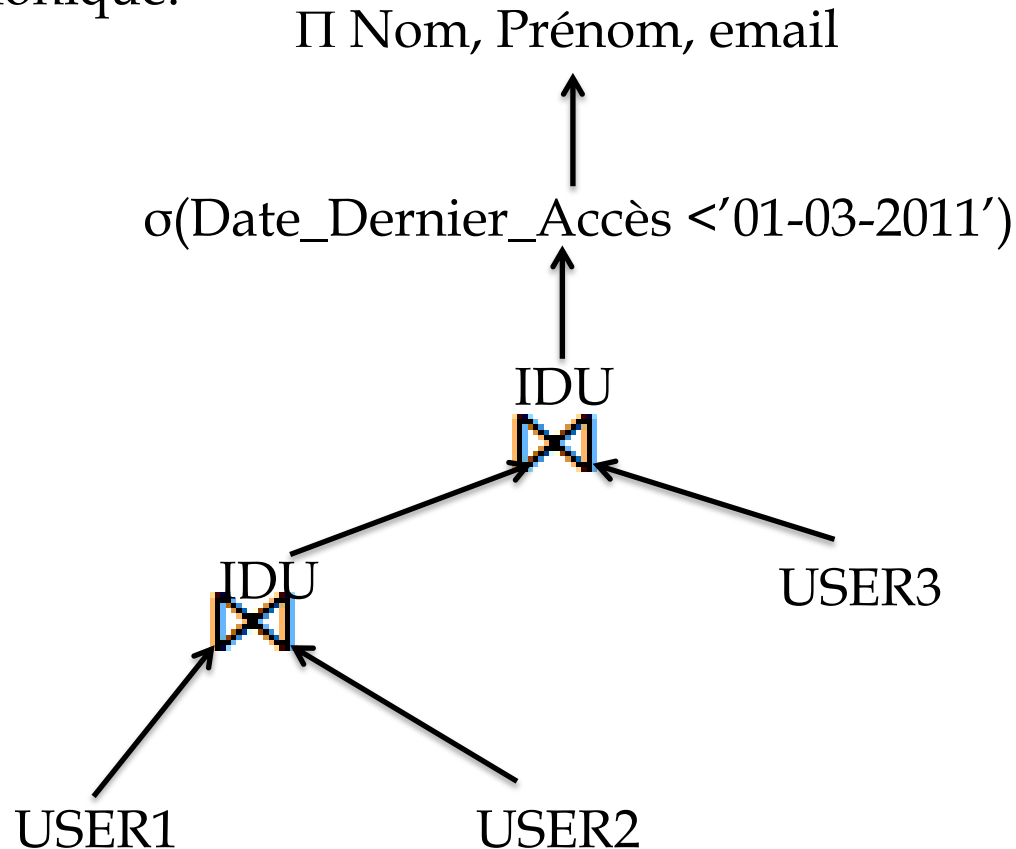 Π Nom, Prénom, email
σ(Date_Dernier_Accès <’01-03-2011’)
IDU
IDU
USER3
USER1
USER2